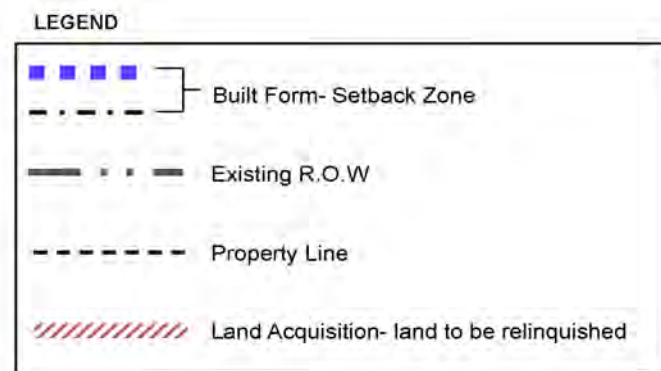 LEGEND
Built Form- Setback Zone
Existing R.O.W
Property Line
Land Acquisition- land to be relinquished